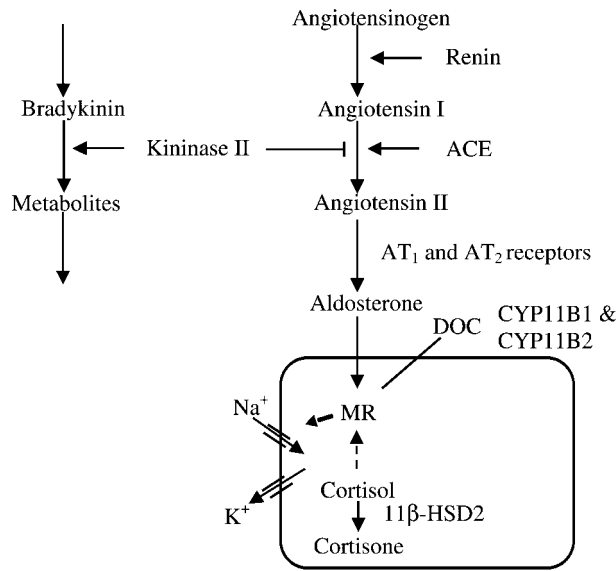 Angiotensinogen
Renin
Bradykinin
Angiotensin I
Kininase II
ACE
Metabolites
Angiotensin II
AT₁ and AT₂ receptors
Aldosterone
DOC
CYP11B1 &
CYP11B2
Na⁺
MR
K⁺
Cortisol
11β-HSD2
Cortisone